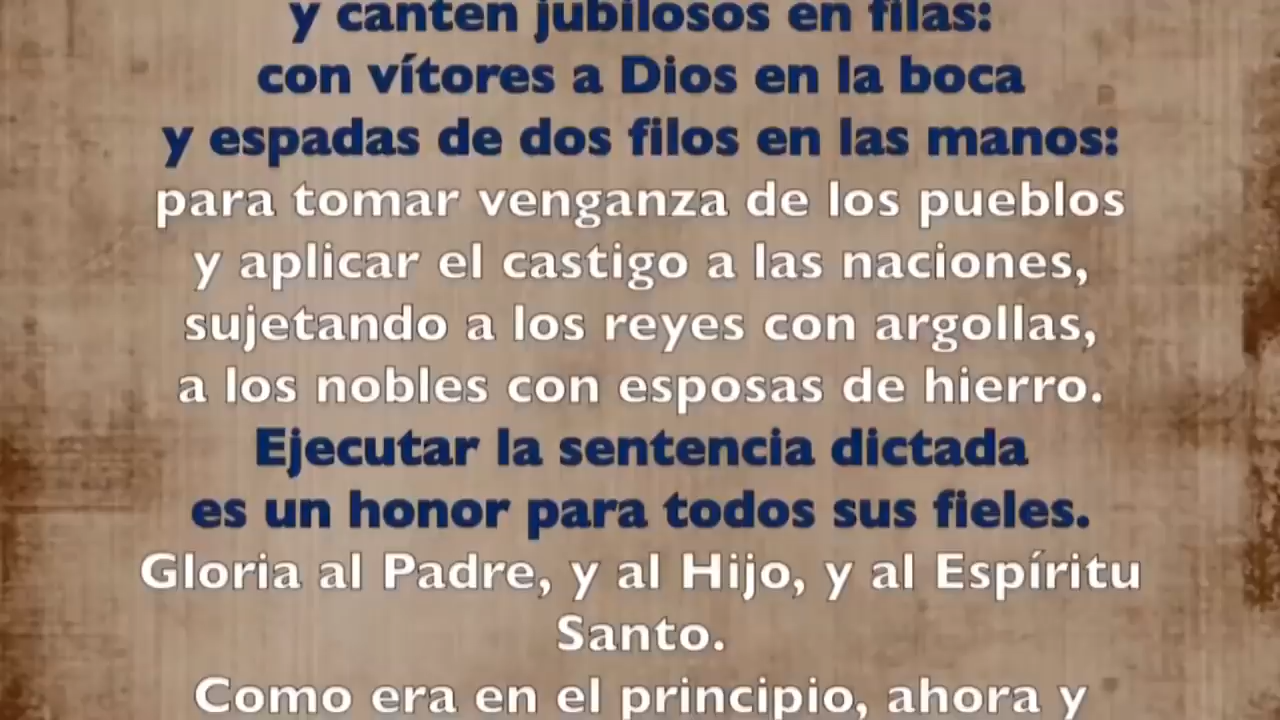 y canten jubilosos en filas:
con vítores a Dios en la boca
y espadas de dos filos en las manos:
para tomar venganza de los pueblos
y aplicar el castigo a las naciones,
sujetando a los reyes con argollas,
a los nobles con esposas de hierro.
Ejecutar la sentencia dictada
es un honor para todos sus fieles.
Gloria al Padre, y al Hijo, y al Espíritu
Santo.
Como era en el principio, ahora y